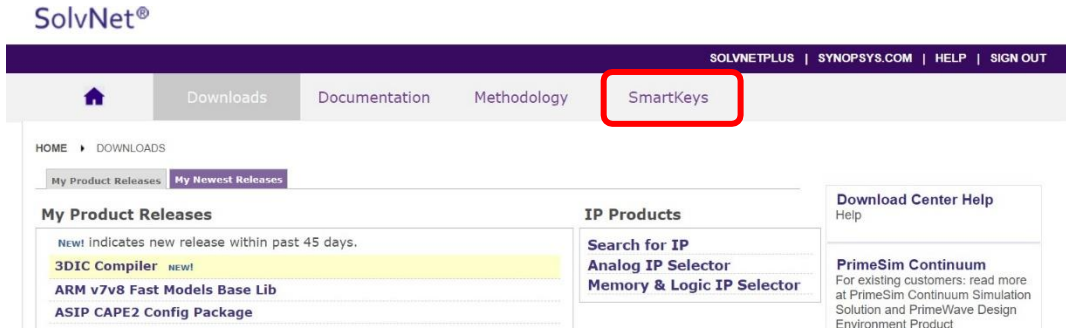 SolvNet®
SOLVNETPLUS | SYNOPSYS.COM | HELP | SIGN OUT
Downloads Documentation Methodology SmartKeys
HOME DOWNLOADS
My Product Releases My Newest Releases
My Product Releases
NEW! indicates new release within past 45 days.
3DIC Compiler NEW!
ARM v7v8 Fast Models Base Lib
ASIP CAPE2 Config Package
IP Products
Search for IP
Analog IP Selector
Memory & Logic IP Selector
Download Center Help
Help
PrimeSim Continuum
For existing customers: read more
at PrimeSim Continuum Simulation
Solution and PrimeWave Design
Environment Product